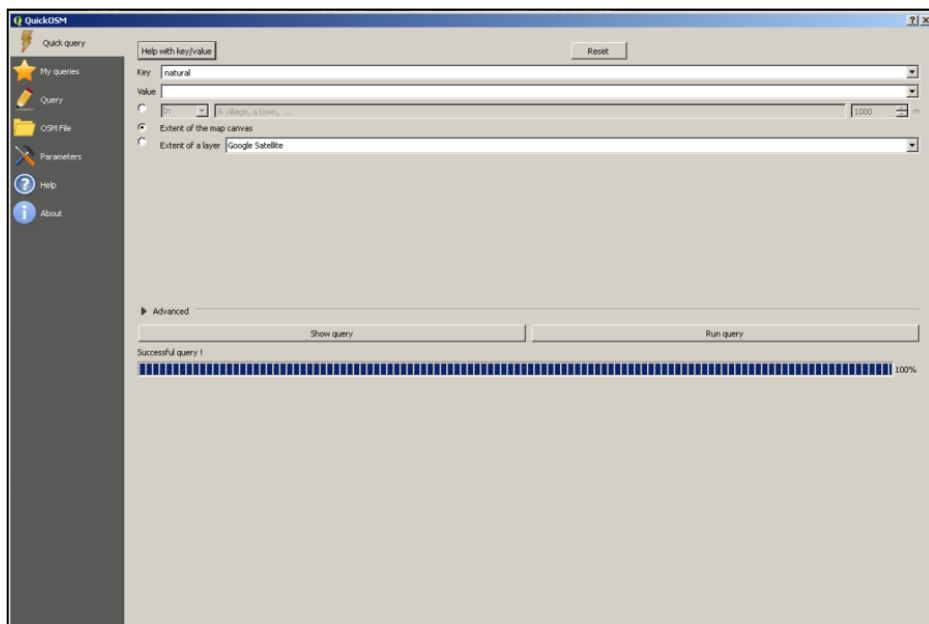 QuickOSM
Quick query
My queries
Query
OSM File
Parameters
Help
About
Help with key/value
Reset
Key natural
Value
In A village, a town, ... 1000 m
Extent of the map canvas
Extent of a layer Google Satellite
Advanced
Show query Run query
Successful query !
100%